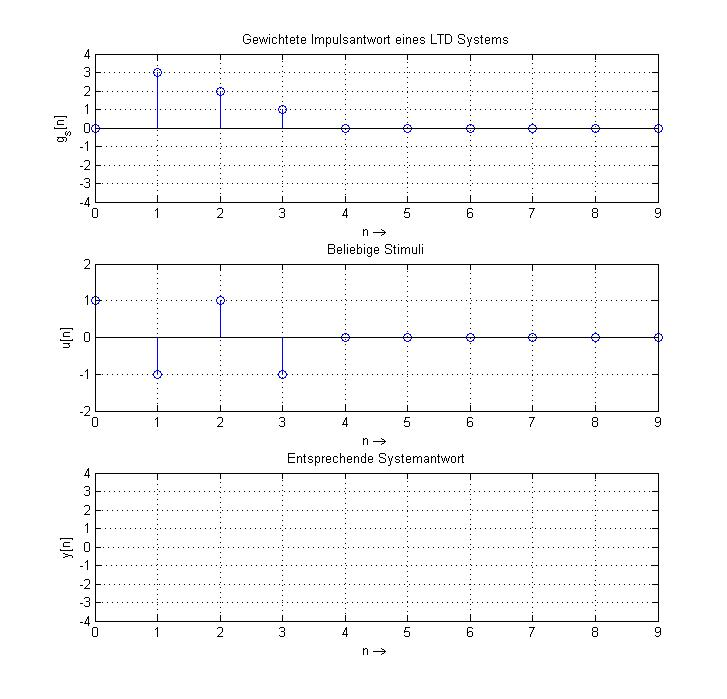 Gewichtete Impulsantwort eines LTD Systems
4
3
2
1
0
-1
-2
-3
-4
gs[n]
0 1 2 3 4 5 6 7 8 9
n →
Beliebige Stimuli
2
1
0
-1
-2
u[n]
0 1 2 3 4 5 6 7 8 9
n →
Entsprechende Systemantwort
4
3
2
1
0
-1
-2
-3
-4
y[n]
0 1 2 3 4 5 6 7 8 9
n →